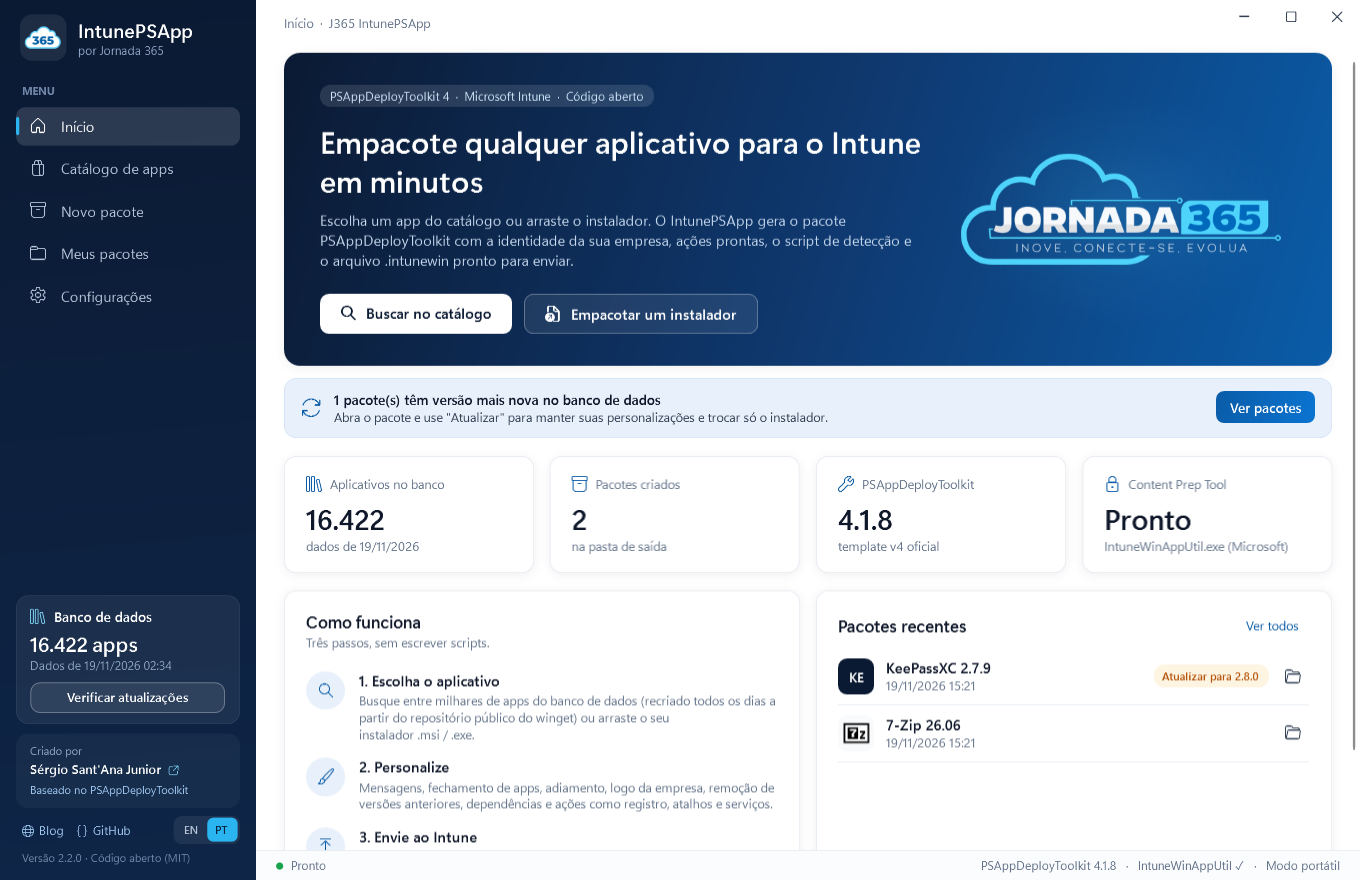 365
IntunePSApp
por Jornada 365
MENU
Início
Catálogo de apps
Novo pacote
Meus pacotes
Configurações
Banco de dados
16.422 apps
Dados de 19/11/2026 02:34
Verificar atualizações
Criado por
Sérgio Sant'Ana Junior
Baseado no PSAppDeployToolkit
Blog
{} GitHub
EN
PT
Versão 2.2.0 · Código aberto (MIT)
Início · J365 IntunePSApp
PSAppDeployToolkit 4 · Microsoft Intune · Código aberto
Empacote qualquer aplicativo para o Intune
em minutos
Escolha um app do catálogo ou arraste o instalador. O IntunePSApp gera o pacote
PSAppDeployToolkit com a identidade da sua empresa, ações prontas, o script de detecção e
o arquivo .intunewin pronto para enviar.
Buscar no catálogo
Empacotar um instalador
JORNADA 365
INOVE. CONECTE-SE. EVOLUA
1 pacote(s) têm versão mais nova no banco de dados
Abra o pacote e use "Atualizar" para manter suas personalizações e trocar só o instalador.
Ver pacotes
Aplicativos no banco
16.422
dados de 19/11/2026
Pacotes criados
2
na pasta de saída
PSAppDeployToolkit
4.1.8
template v4 oficial
Content Prep Tool
Pronto
IntuneWinAppUtil.exe (Microsoft)
Como funciona
Três passos, sem escrever scripts.
1. Escolha o aplicativo
Busque entre milhares de apps do banco de dados (recriado todos os dias a
partir do repositório público do winget) ou arraste o seu
instalador .msi / .exe.
2. Personalize
Mensagens, fechamento de apps, adiamento, logo da empresa, remoção de
versões anteriores, dependências e ações como registro, atalhos e serviços.
3. Envie ao Intune
Pacotes recentes
Ver todos
KE
KeePassXC 2.7.9
19/11/2026 15:21
Atualizar para 2.8.0
7z
7-Zip 26.06
19/11/2026 15:21
Pronto
PSAppDeployToolkit 4.1.8 · IntuneWinAppUtil ✓ · Modo portátil